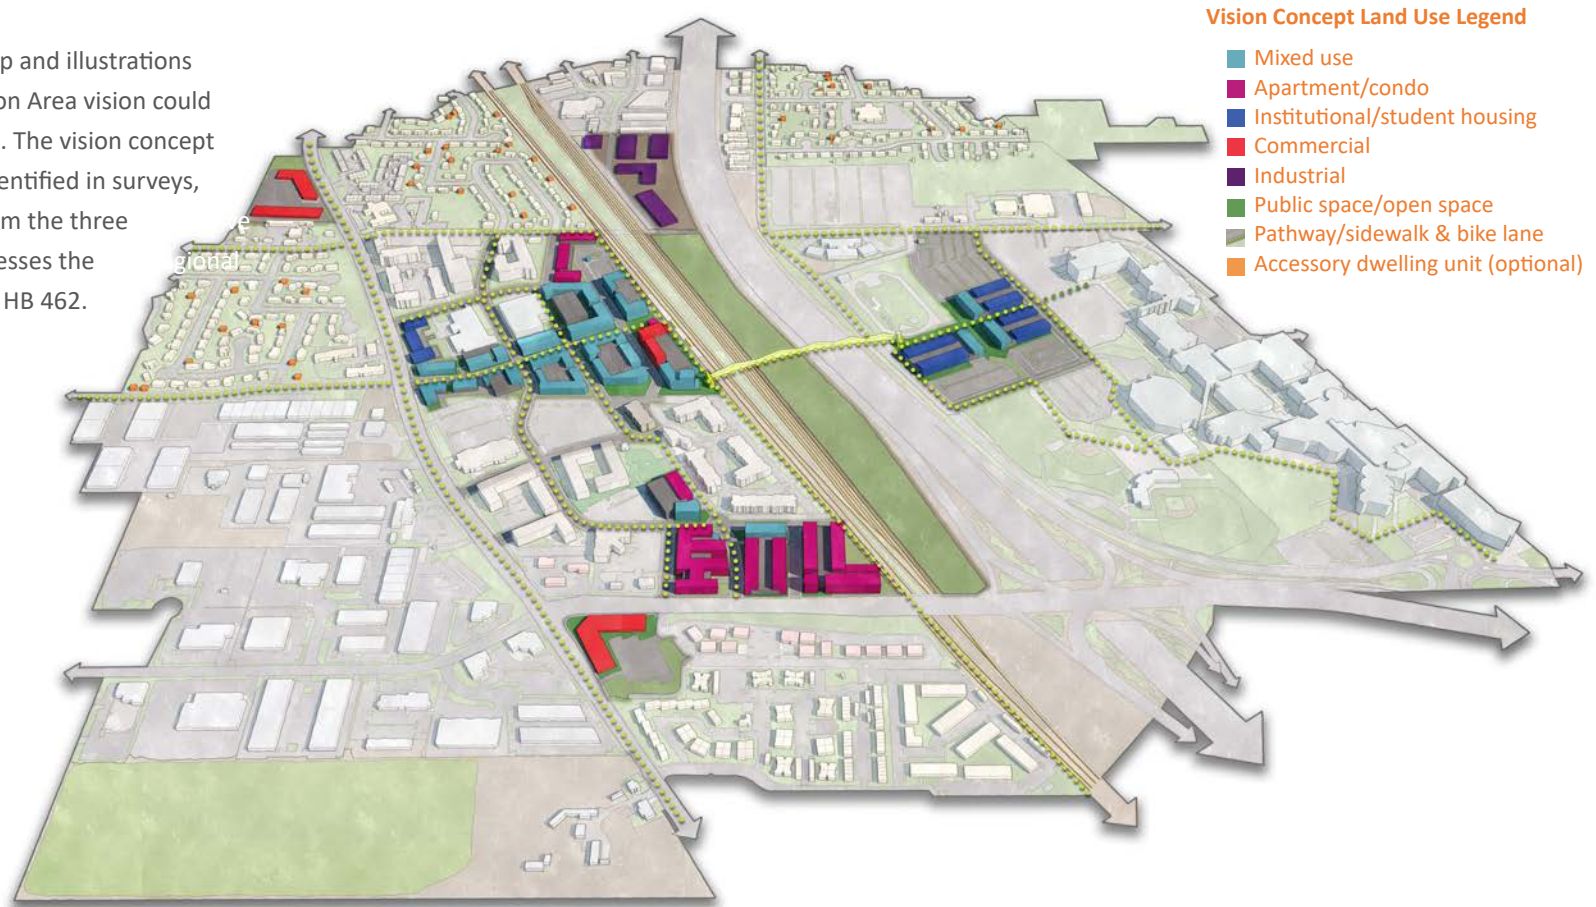 p and illustrations
on Area vision could
. The vision concept
entified in surveys,
m the three
esses the gional
HB 462.
Vision Concept Land Use Legend
Mixed use
Apartment/condo
Institutional/student housing
Commercial
Industrial
Public space/open space
Pathway/sidewalk & bike lane
Accessory dwelling unit (optional)